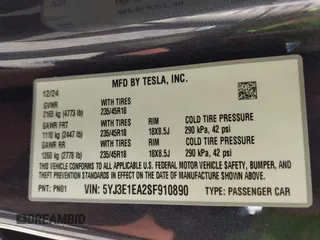 MFD BY TESLA, INC.
12/24
GVWR
2165 kg (4773 lb) WITH TIRES 235/45R18
GAWR FRT
1110 kg (2447 lb) WITH TIRES 235/45R18 RIM 18X8.5J COLD TIRE PRESSURE 290 kPa, 42 psi
GAWR RR
1260 kg (2778 lb) WITH TIRES 235/45R18 RIM 18X8.5J COLD TIRE PRESSURE 290 kPa, 42 psi
THIS VEHICLE CONFORMS TO ALL APPLICABLE U.S. FEDERAL MOTOR VEHICLE SAFETY, BUMPER, AND
THEFT PREVENTION STANDARDS IN EFFECT ON THE DATE OF MANUFACTURE SHOWN ABOVE.
PNT: PN01 VIN: 5YJ3E1EA2SF910890 TYPE: PASSENGER CAR
DREAMBID